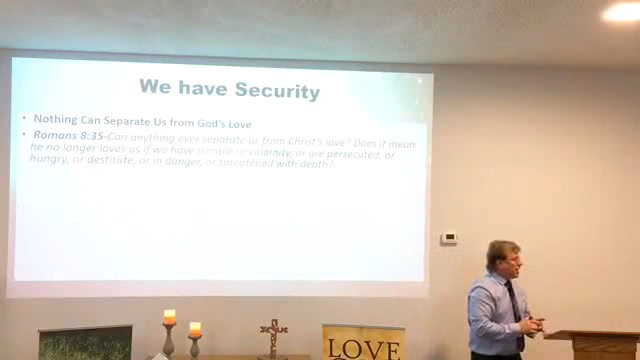 We have Security
• Nothing Can Separate Us from God's Love
• Romans 8:35-Can anything ever separate us from Christ's love? Does it mean
he no longer loves us if we have trouble or calamity, or are persecuted, or
hungry, or destitute, or in danger, or threatened with death?
LOVE